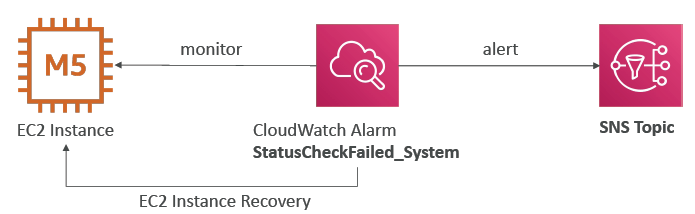 monitor
alert
M5
EC2 Instance
CloudWatch Alarm
StatusCheckFailed_System
SNS Topic
EC2 Instance Recovery